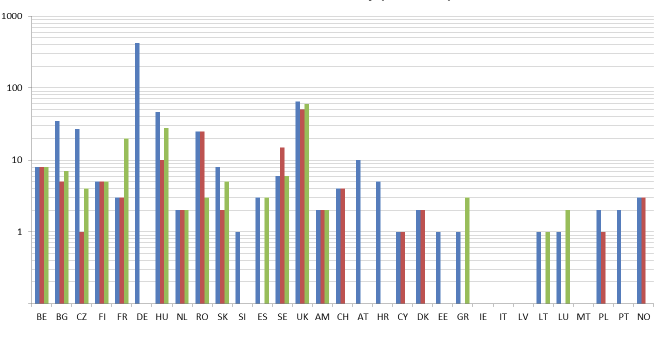 1000
100
10
1
BE BG CZ FI FR DE HU NL RO SK SI ES SE UK AM CH AT HR CY DK EE GR IE IT LV LT LU MT PL PT NO